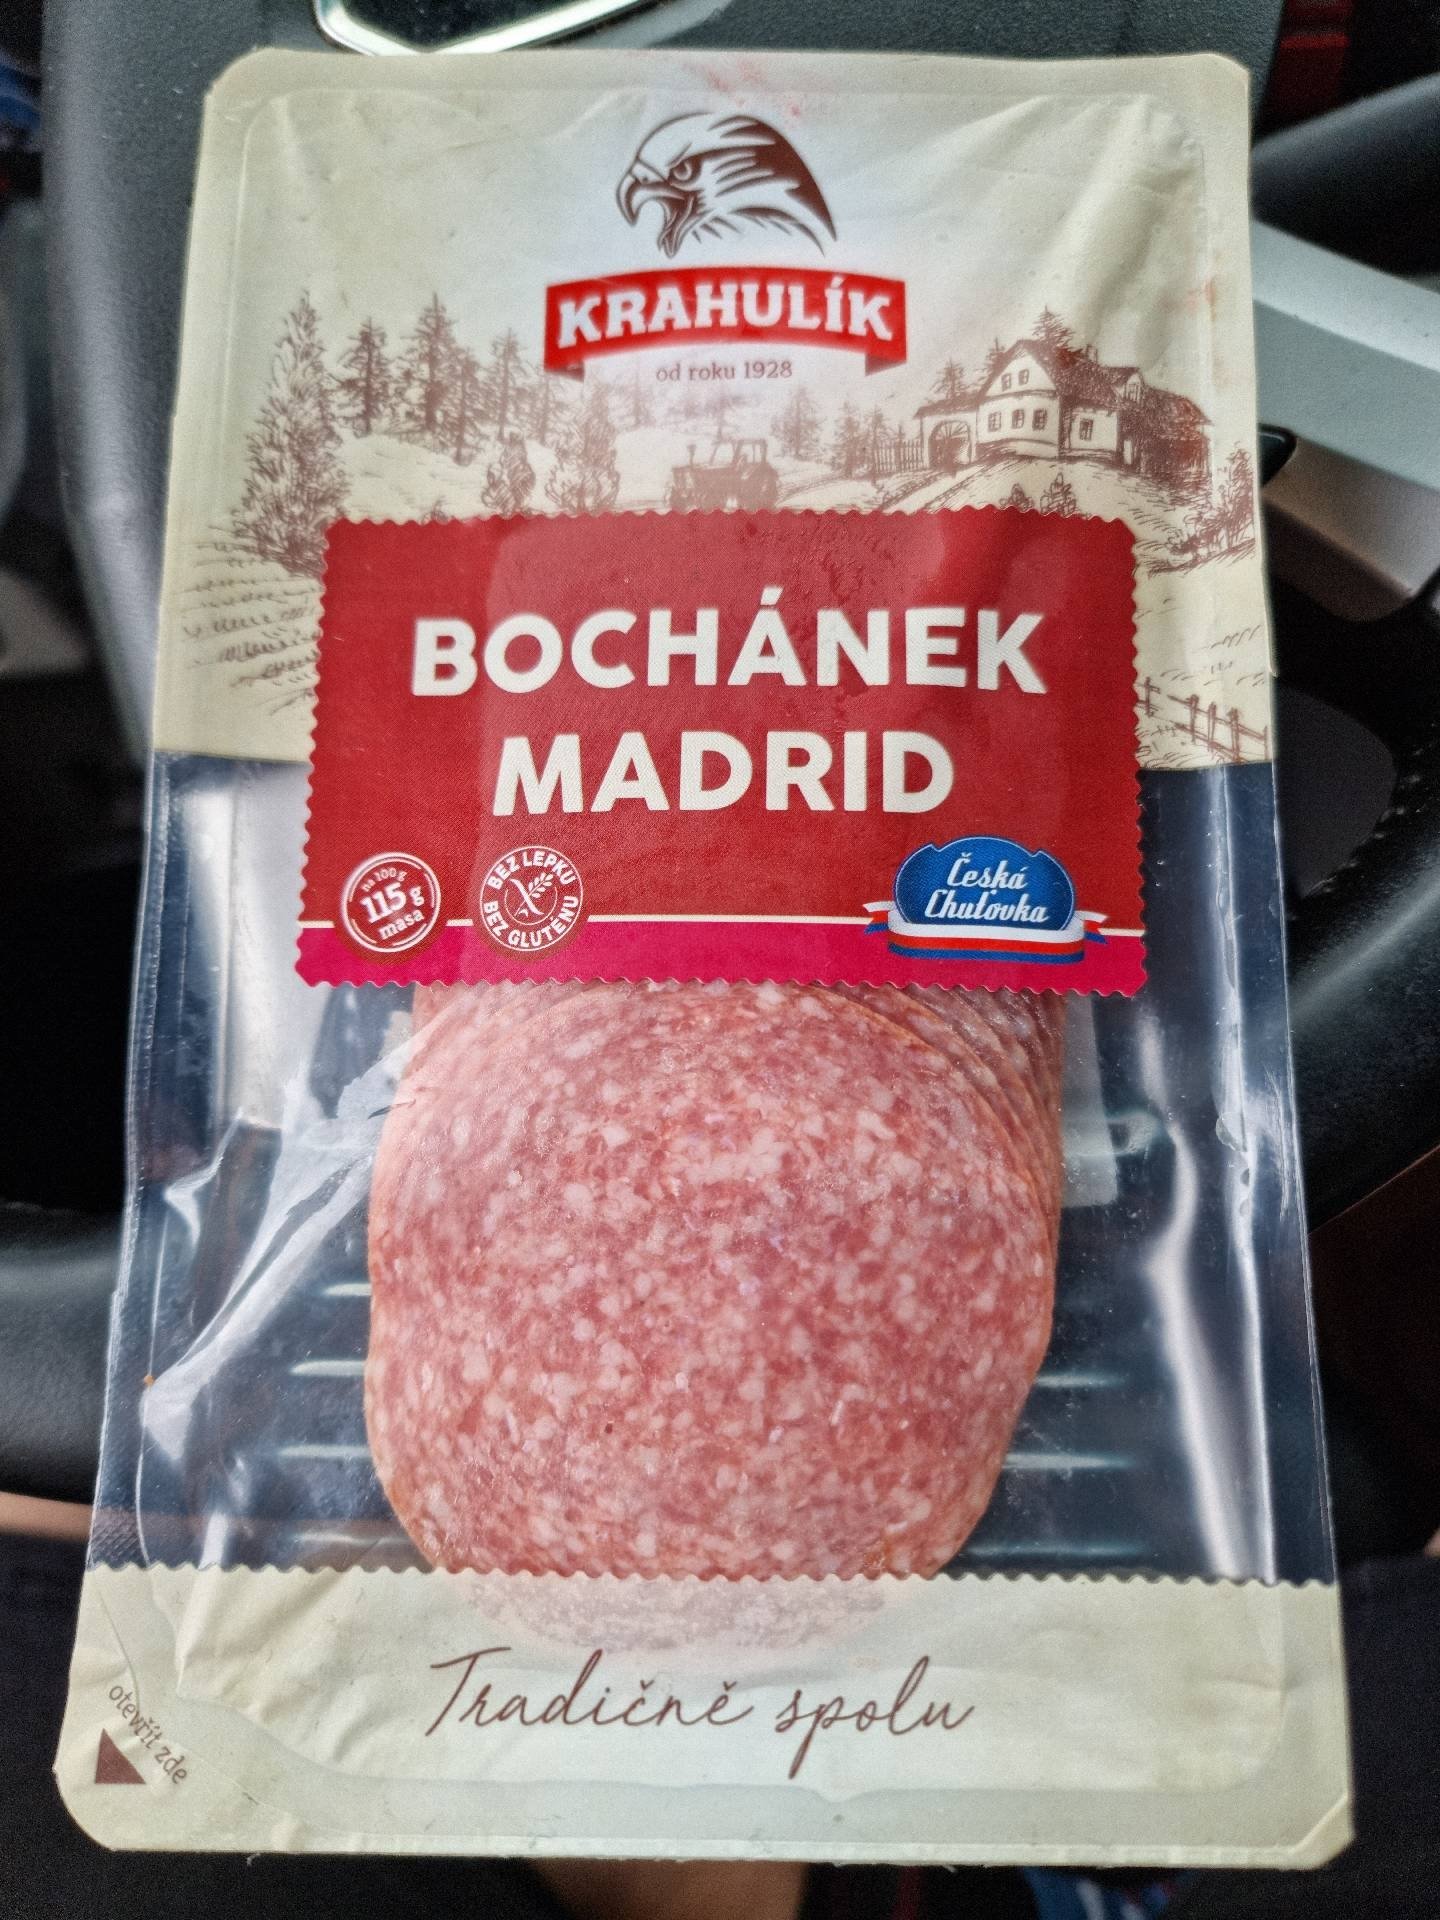 KRAHULÍK
od roku 1928
BOCHÁNEK
MADRID
na 100 g
115 g
masa
BEZ LEPKU
BEZ GLUTÉNU
Česká
Chuťovka
Tradičně spolu
otevřít zde